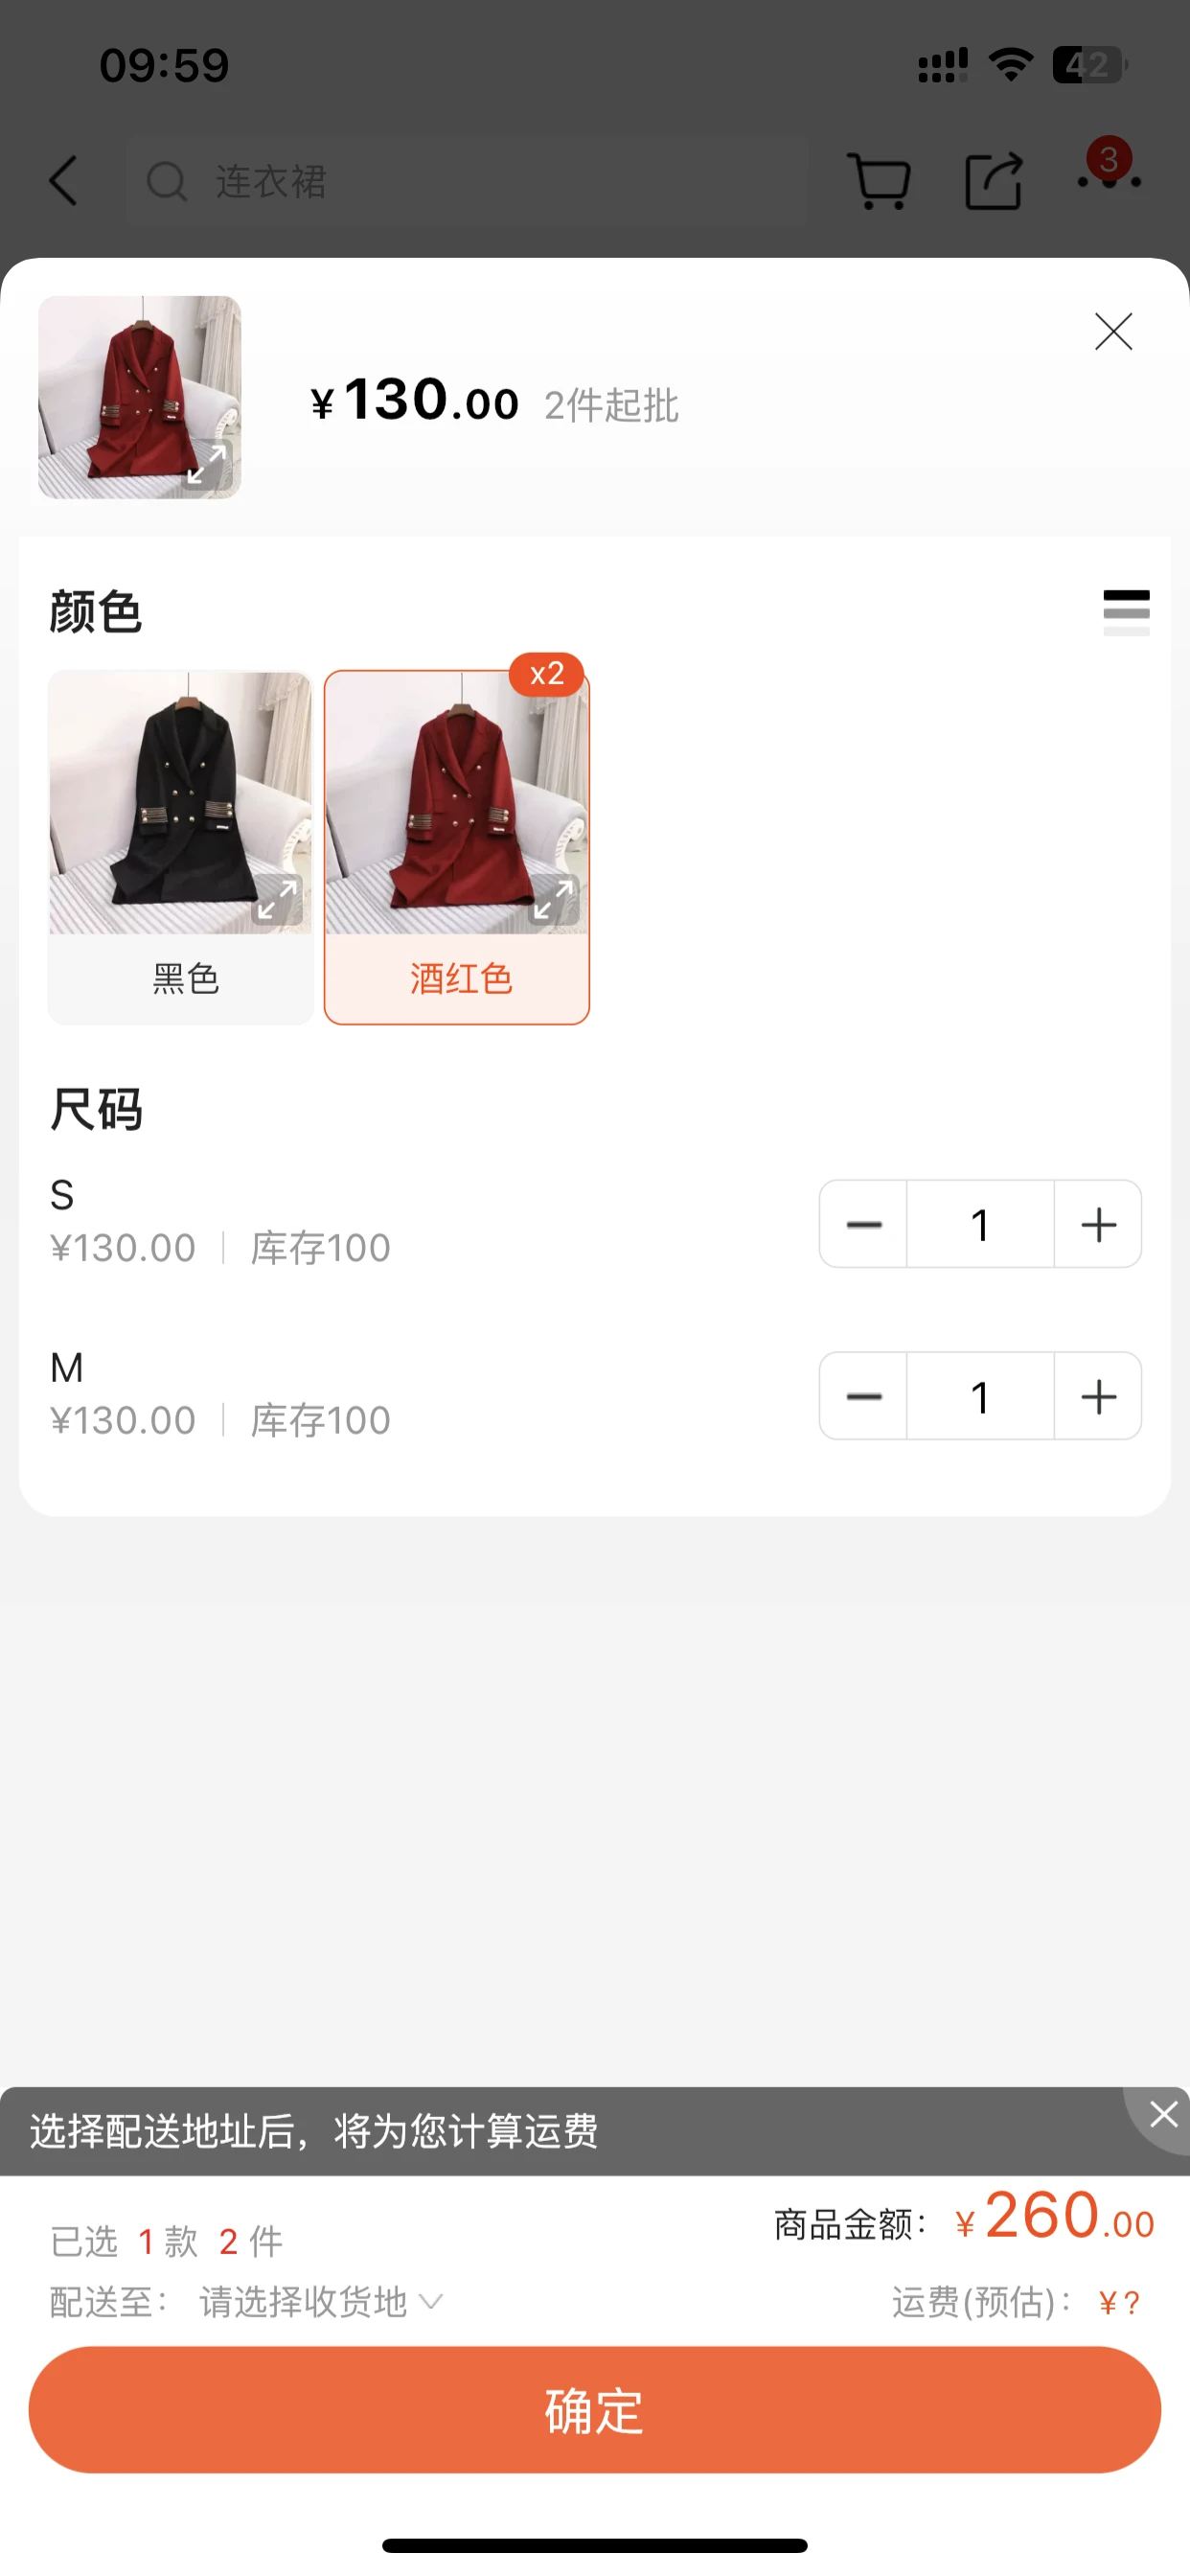 09:59
42
连衣裙
3
¥130.00 2件起批
颜色
x2
黑色
酒红色
尺码
S
¥130.00 库存100
1
M
¥130.00 库存100
1
选择配送地址后，将为您计算运费
已选 1 款 2 件
商品金额： ¥260.00
配送至： 请选择收货地
运费(预估)： ¥?
确定